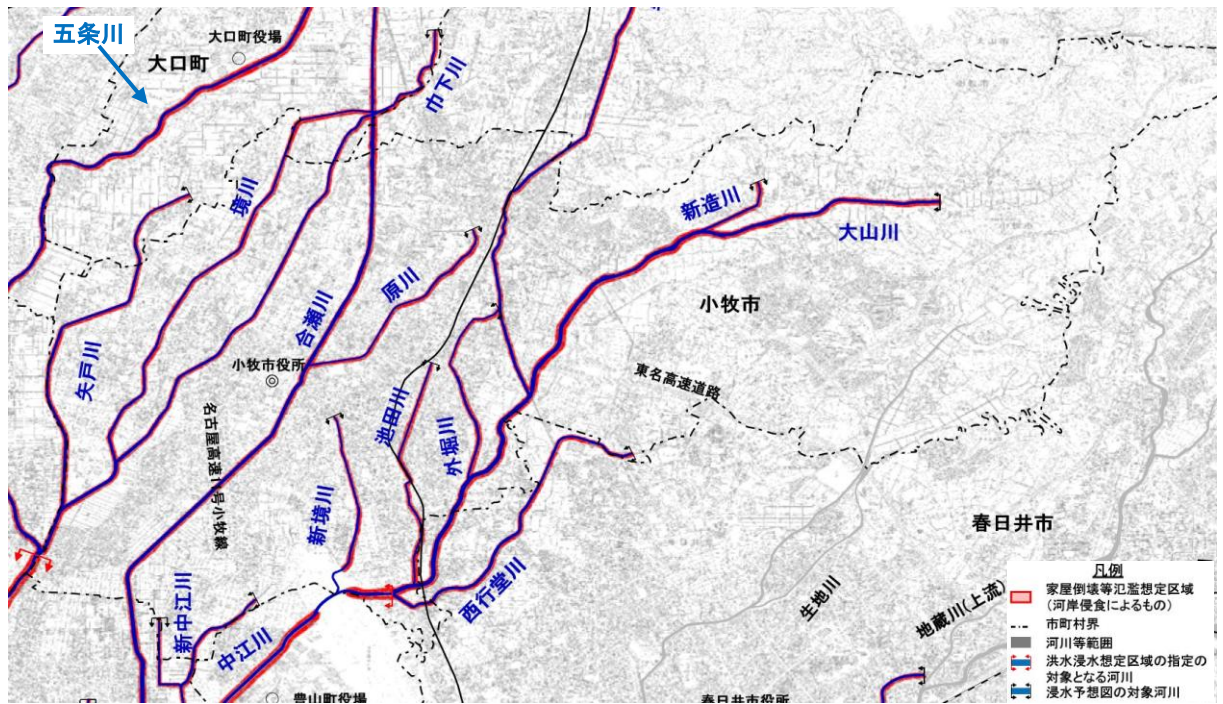 五条川
大口町役場
大口町
巾下川
境川
新造川
大山川
原川
合瀬川
小牧市
矢戸川
小牧市役所
東名高速道路
池田川
外堀川
名古屋高速11号小牧線
新境川
春日井市
西行堂川
生地川
地蔵川(上流)
新中江川
中江川
豊山町役場
春日井市役所
凡例
家屋倒壊等氾濫想定区域
(河岸侵食によるもの)
市町村界
河川等範囲
洪水浸水想定区域の指定の
対象となる河川
浸水予想図の対象河川